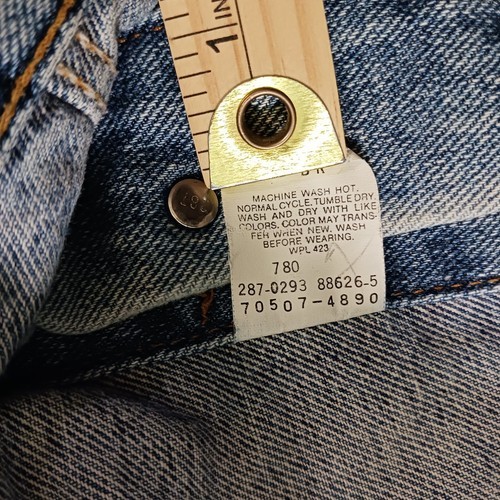 1 IN
MACHINE WASH HOT.
NORMAL CYCLE. TUMBLE DRY.
WASH AND DRY WITH LIKE
COLORS. COLOR MAY TRANS-
FER WHEN NEW. WASH
BEFORE WEARING.
WPL 423
780
287-0293 88626-5
70507-4890